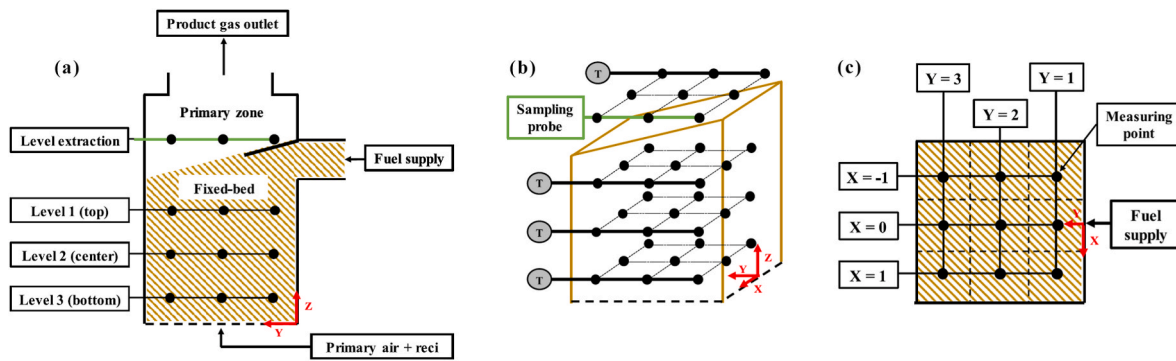 (a)
Product gas outlet
Primary zone
Level extraction
Fuel supply
Fixed-bed
Level 1 (top)
Level 2 (center)
Level 3 (bottom)
Z
Y
Primary air + reci
(b)
T
Sampling
probe
T
T
T
Z
Y
X
(c)
Y = 3
Y = 1
Y = 2
Measuring
point
X = -1
X = 0
X = 1
Y
X
Fuel
supply